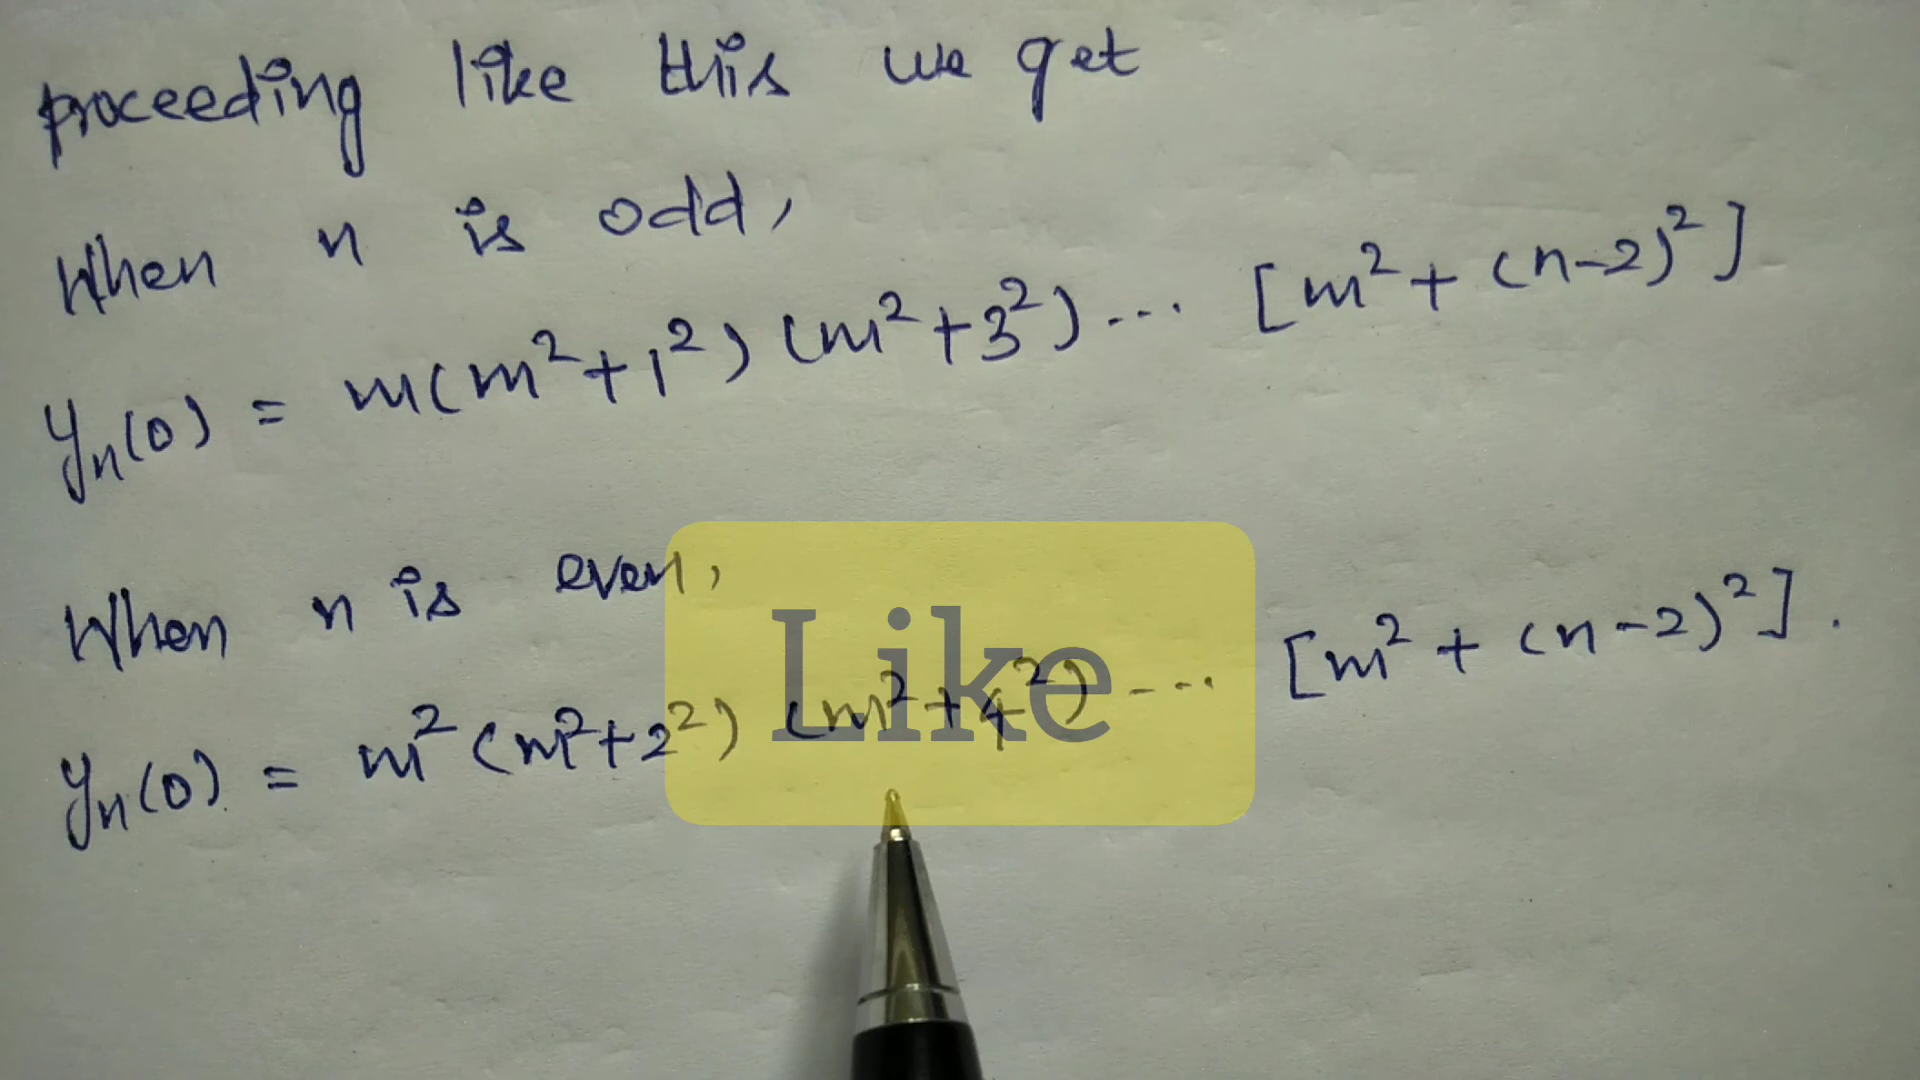 proceeding like this we get
When n is odd,
yₙ(0) = m(m²+1²) (m²+3²) ... [m²+(n-2)²]
When n is even,
yₙ(0) = m² (m²+2²) (m²+4²) --- [m² + (n-2)²].
Like